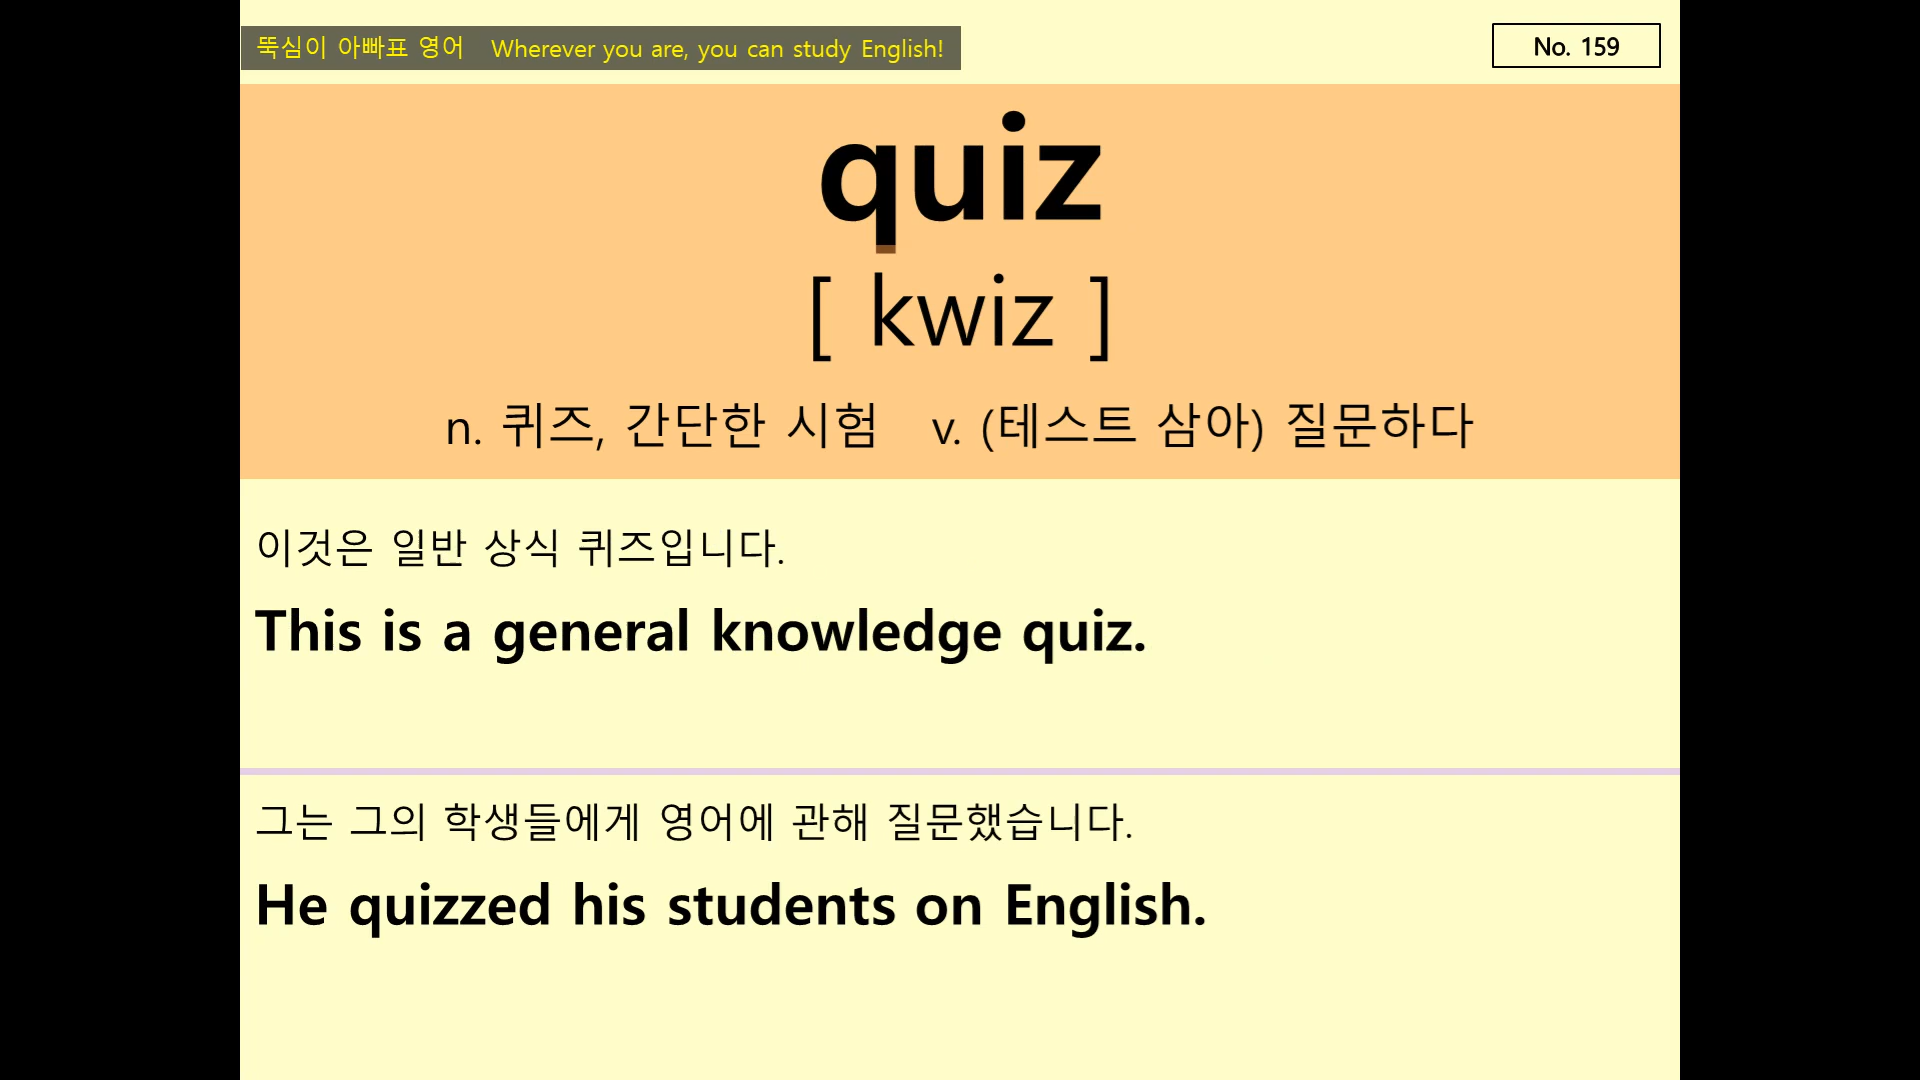 뚝심이 아빠표 영어 Wherever you are, you can study English!
No. 159
quiz
[ kwiz ]
n. 퀴즈, 간단한 시험 v. (테스트 삼아) 질문하다
이것은 일반 상식 퀴즈입니다.
This is a general knowledge quiz.
그는 그의 학생들에게 영어에 관해 질문했습니다.
He quizzed his students on English.